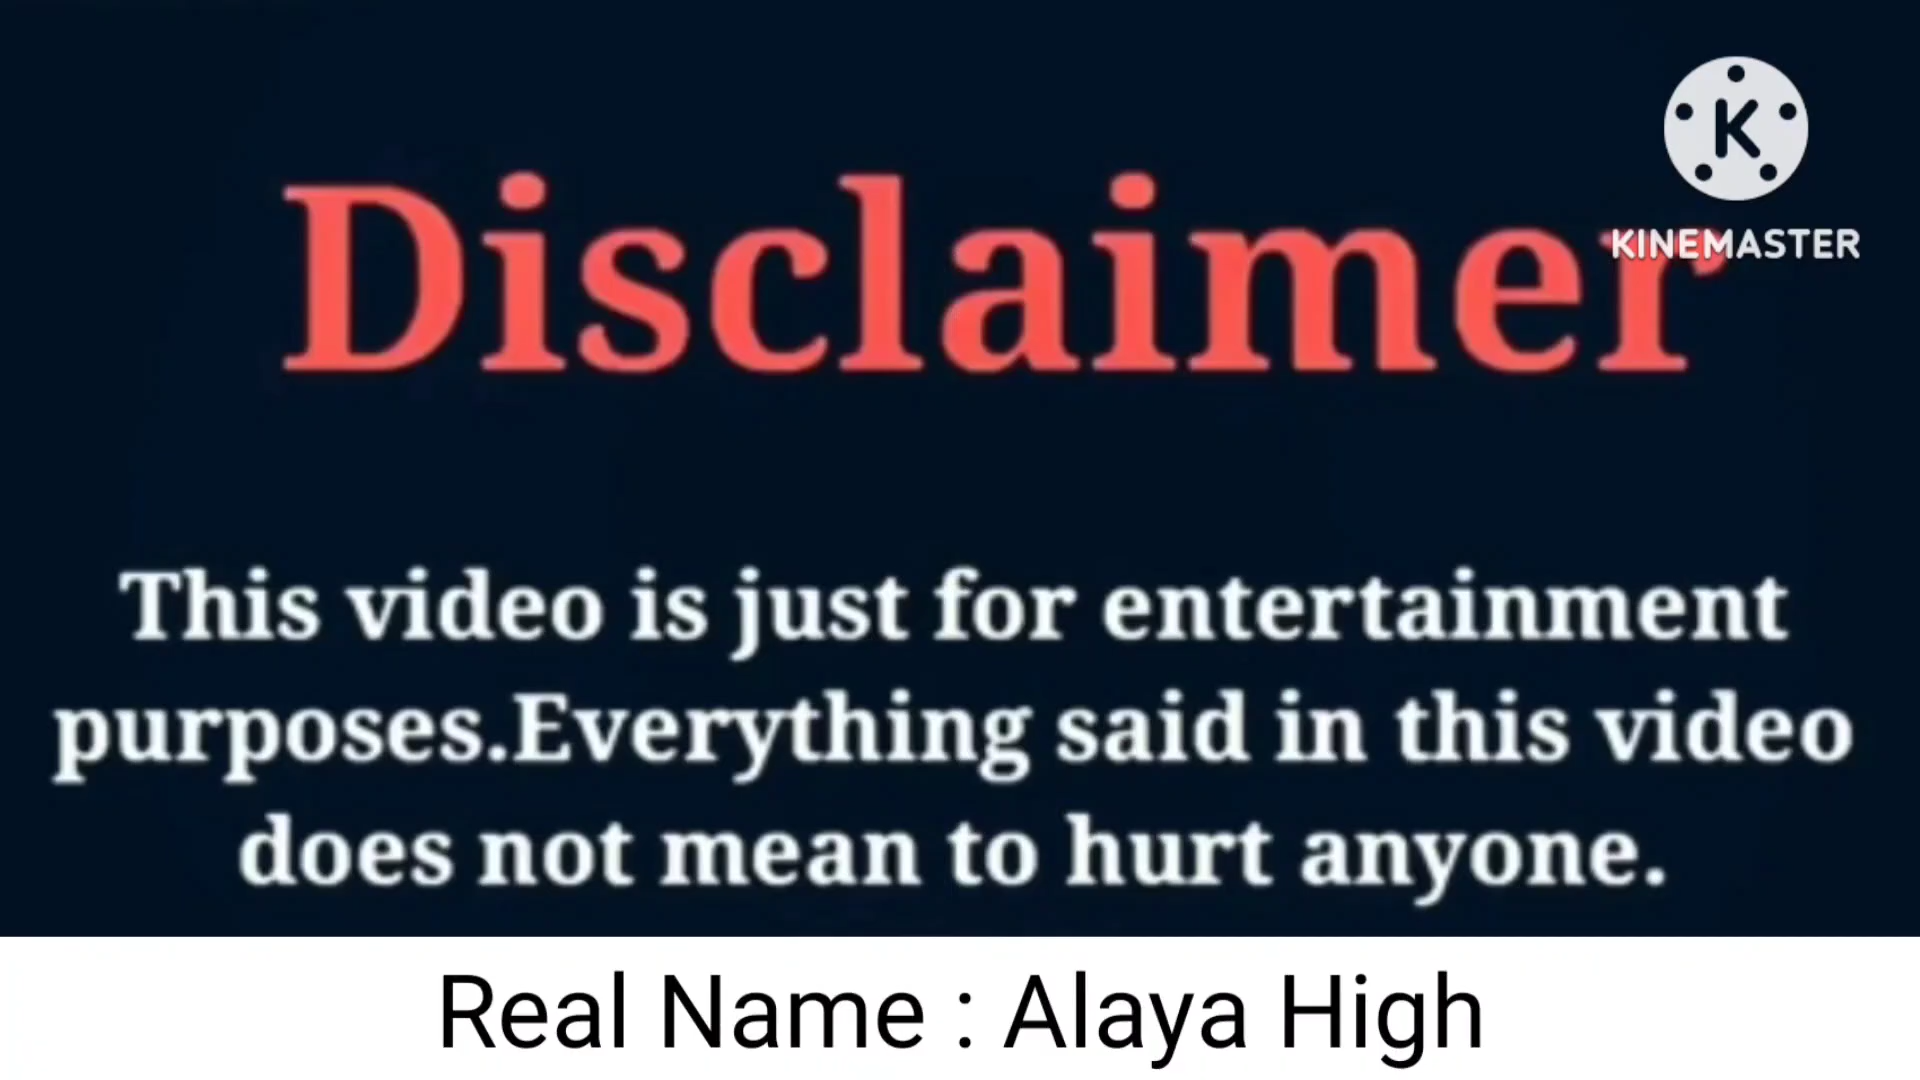 K
KINEMASTER
Disclaimer
This video is just for entertainment
purposes.Everything said in this video
does not mean to hurt anyone.
Real Name : Alaya High